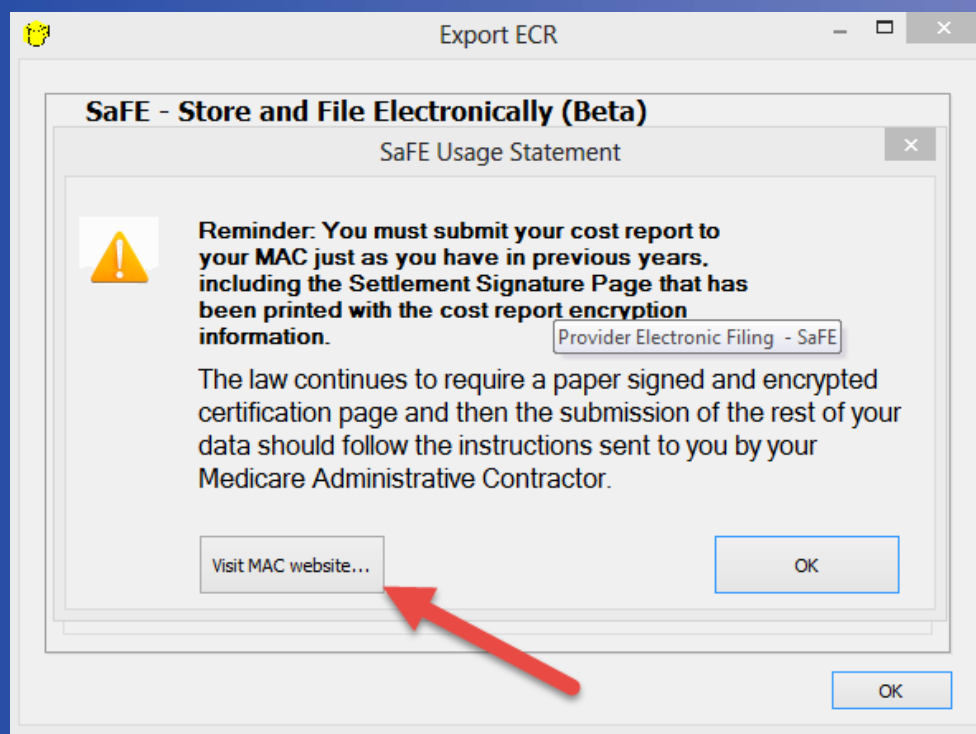 Export ECR
SaFE - Store and File Electronically (Beta)
SaFE Usage Statement
Reminder: You must submit your cost report to
your MAC just as you have in previous years,
including the Settlement Signature Page that has
been printed with the cost report encryption
information.
Provider Electronic Filing - SaFE
The law continues to require a paper signed and encrypted
certification page and then the submission of the rest of your
data should follow the instructions sent to you by your
Medicare Administrative Contractor.
Visit MAC website...
OK
OK